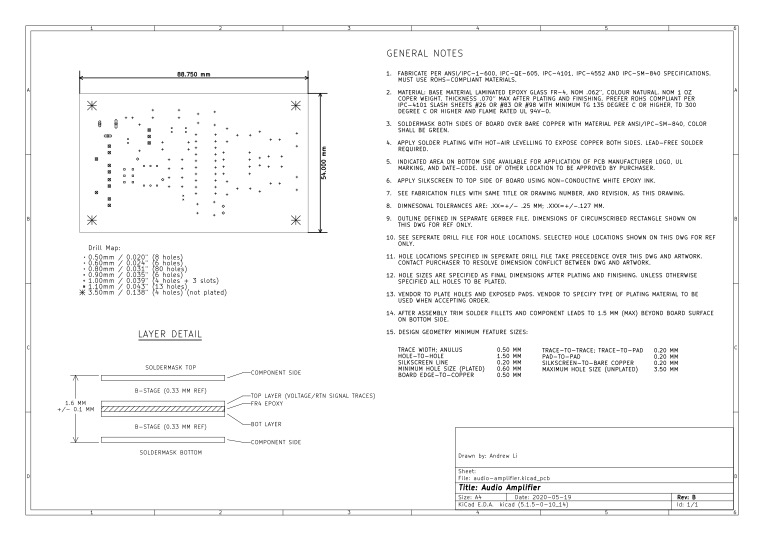 1 2 3 4 5 6
GENERAL NOTES
1. FABRICATE PER ANSI/IPC-1-600, IPC-QE-605, IPC-4101, IPC-4552 AND IPC-SM-840 SPECIFICATIONS.
MUST USE ROHS-COMPLIANT MATERIALS.
2. MATERIAL: BASE MATERIAL LAMINATED EPOXY GLASS FR-4, NOM .062", COLOUR NATURAL. NOM 1 OZ
COPER WEIGHT. THICKNESS .070" MAX AFTER PLATING AND FINISHING. PREFER ROHS COMPLIANT PER
IPC-4101 SLASH SHEETS #26 OR #83 OR #98 WITH MINIMUM TG 135 DEGREE C OR HIGHER, TD 300
DEGREE C OR HIGHER AND FLAME RATED UL 94V-0.
3. SOLDERMASK BOTH SIDES OF BOARD OVER BARE COPPER WITH MATERIAL PER ANSI/IPC-SM-840, COLOR
SHALL BE GREEN.
4. APPLY SOLDER PLATING WITH HOT-AIR LEVELLING TO EXPOSE COPPER BOTH SIDES. LEAD-FREE SOLDER
REQUIRED.
5. INDICATED AREA ON BOTTOM SIDE AVAILABLE FOR APPLICATION OF PCB MANUFACTURER LOGO, UL
MARKING, AND DATE-CODE. USE OF OTHER LOCATION TO BE APPROVED BY PURCHASER.
6. APPLY SILKSCREEN TO TOP SIDE OF BOARD USING NON-CONDUCTIVE WHITE EPOXY INK.
7. SEE FABRICATION FILES WITH SAME TITLE OR DRAWING NUMBER, AND REVISION, AS THIS DRAWING.
8. DIMNESONAL TOLERANCES ARE: .XX=+/- .25 MM; .XXX=+/-.127 MM.
9. OUTLINE DEFINED IN SEPARATE GERBER FILE. DIMENSIONS OF CIRCUMSCRIBED RECTANGLE SHOWN ON
THIS DWG FOR REF ONLY.
10. SEE SEPERATE DRILL FILE FOR HOLE LOCATIONS. SELECTED HOLE LOCATIONS SHOWN ON THIS DWG FOR REF
ONLY.
11. HOLE LOCATIONS SPECIFIED IN SEPERATE DRILL FILE TAKE PRECEDENCE OVER THIS DWG AND ARTWORK.
CONTACT PURCHASER TO RESOLVE DIMENSION CONFLICT BETWEEN DWG AND ARTWORK.
12. HOLE SIZES ARE SPECIFIED AS FINAL DIMENSIONS AFTER PLATING AND FINISHING. UNLESS OTHERWISE
SPECIFIED ALL HOLES TO BE PLATED.
13. VENDOR TO PLATE HOLES AND EXPOSED PADS. VENDOR TO SPECIFY TYPE OF PLATING MATERIAL TO BE
USED WHEN ACCEPTING ORDER.
14. AFTER ASSEMBLY TRIM SOLDER FILLETS AND COMPONENT LEADS TO 1.5 MM (MAX) BEYOND BOARD SURFACE
ON BOTTOM SIDE.
15. DESIGN GEOMETRY MINIMUM FEATURE SIZES:
TRACE WIDTH; ANULUS 0.50 MM TRACE-TO-TRACE; TRACE-TO-PAD 0.20 MM
HOLE-TO-HOLE 1.50 MM PAD-TO-PAD 0.20 MM
SILKSCREEN LINE 0.20 MM SILKSCREEN-TO-BARE COPPER 0.20 MM
MINIMUM HOLE SIZE (PLATED) 0.60 MM MAXIMUM HOLE SIZE (UNPLATED) 3.50 MM
BOARD EDGE-TO-COPPER 0.50 MM
88.750 mm
54.000 mm
Drill Map:
0.50mm / 0.020" (8 holes)
0.60mm / 0.024" (6 holes)
0.80mm / 0.031" (80 holes)
0.90mm / 0.035" (6 holes)
1.00mm / 0.039" (4 holes + 3 slots)
1.10mm / 0.043" (13 holes)
3.50mm / 0.138" (4 holes) (not plated)
LAYER DETAIL
SOLDERMASK TOP
COMPONENT SIDE
B-STAGE (0.33 MM REF)
TOP LAYER (VOLTAGE/RTN SIGNAL TRACES)
FR4 EPOXY
1.6 MM
+/- 0.1 MM
BOT LAYER
B-STAGE (0.33 MM REF)
COMPONENT SIDE
SOLDERMASK BOTTOM
A A
B B
C C
D D
Drawn by: Andrew Li
Sheet:
File: audio-amplifier.kicad_pcb
Title: Audio Amplifier
Size: A4 Date: 2020-05-19 Rev: B
KiCad E.D.A. kicad (5.1.5-0-10_14) Id: 1/1
1 2 3 4 5 6